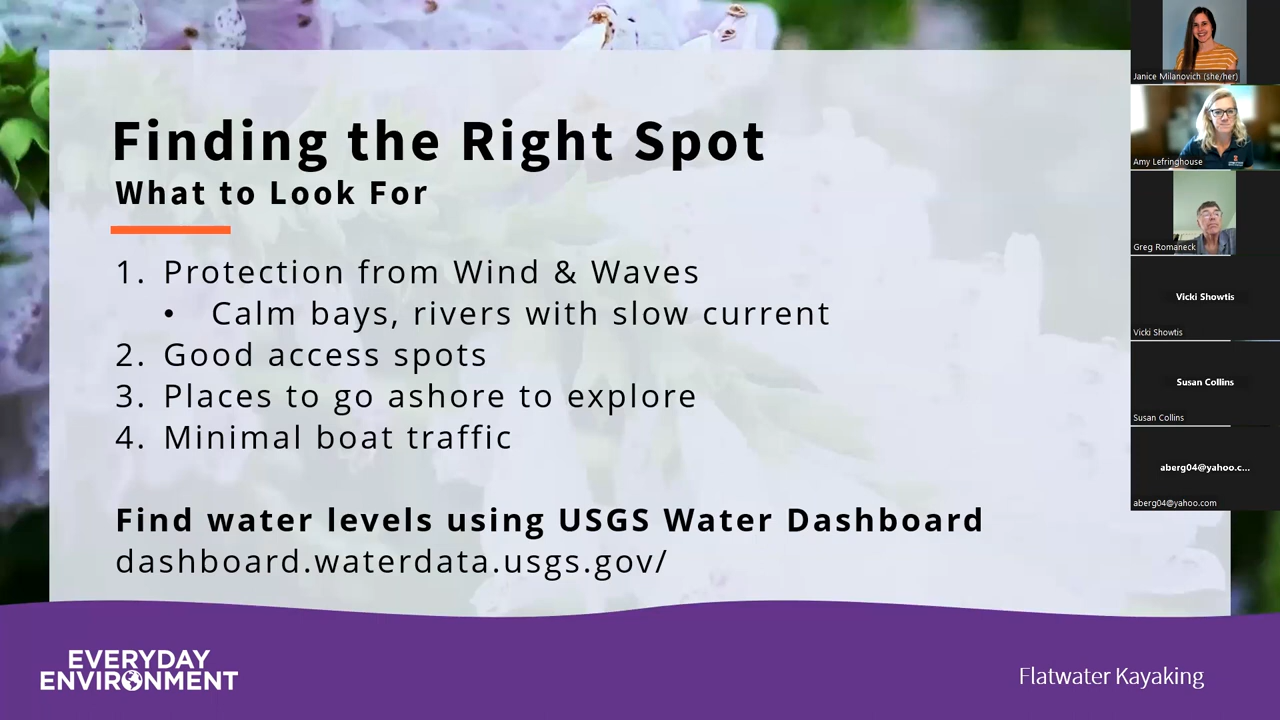 Finding the Right Spot
What to Look For
1. Protection from Wind & Waves
• Calm bays, rivers with slow current
2. Good access spots
3. Places to go ashore to explore
4. Minimal boat traffic
Find water levels using USGS Water Dashboard
dashboard.waterdata.usgs.gov/
EVERYDAY
ENVIRONMENT
Flatwater Kayaking
Janice Milanovich (she/her)
Amy Lefringhouse
Greg Romaneck
Vicki Showtis
Vicki Showtis
Susan Collins
Susan Collins
aberg04@yahoo.c...
aberg04@yahoo.com